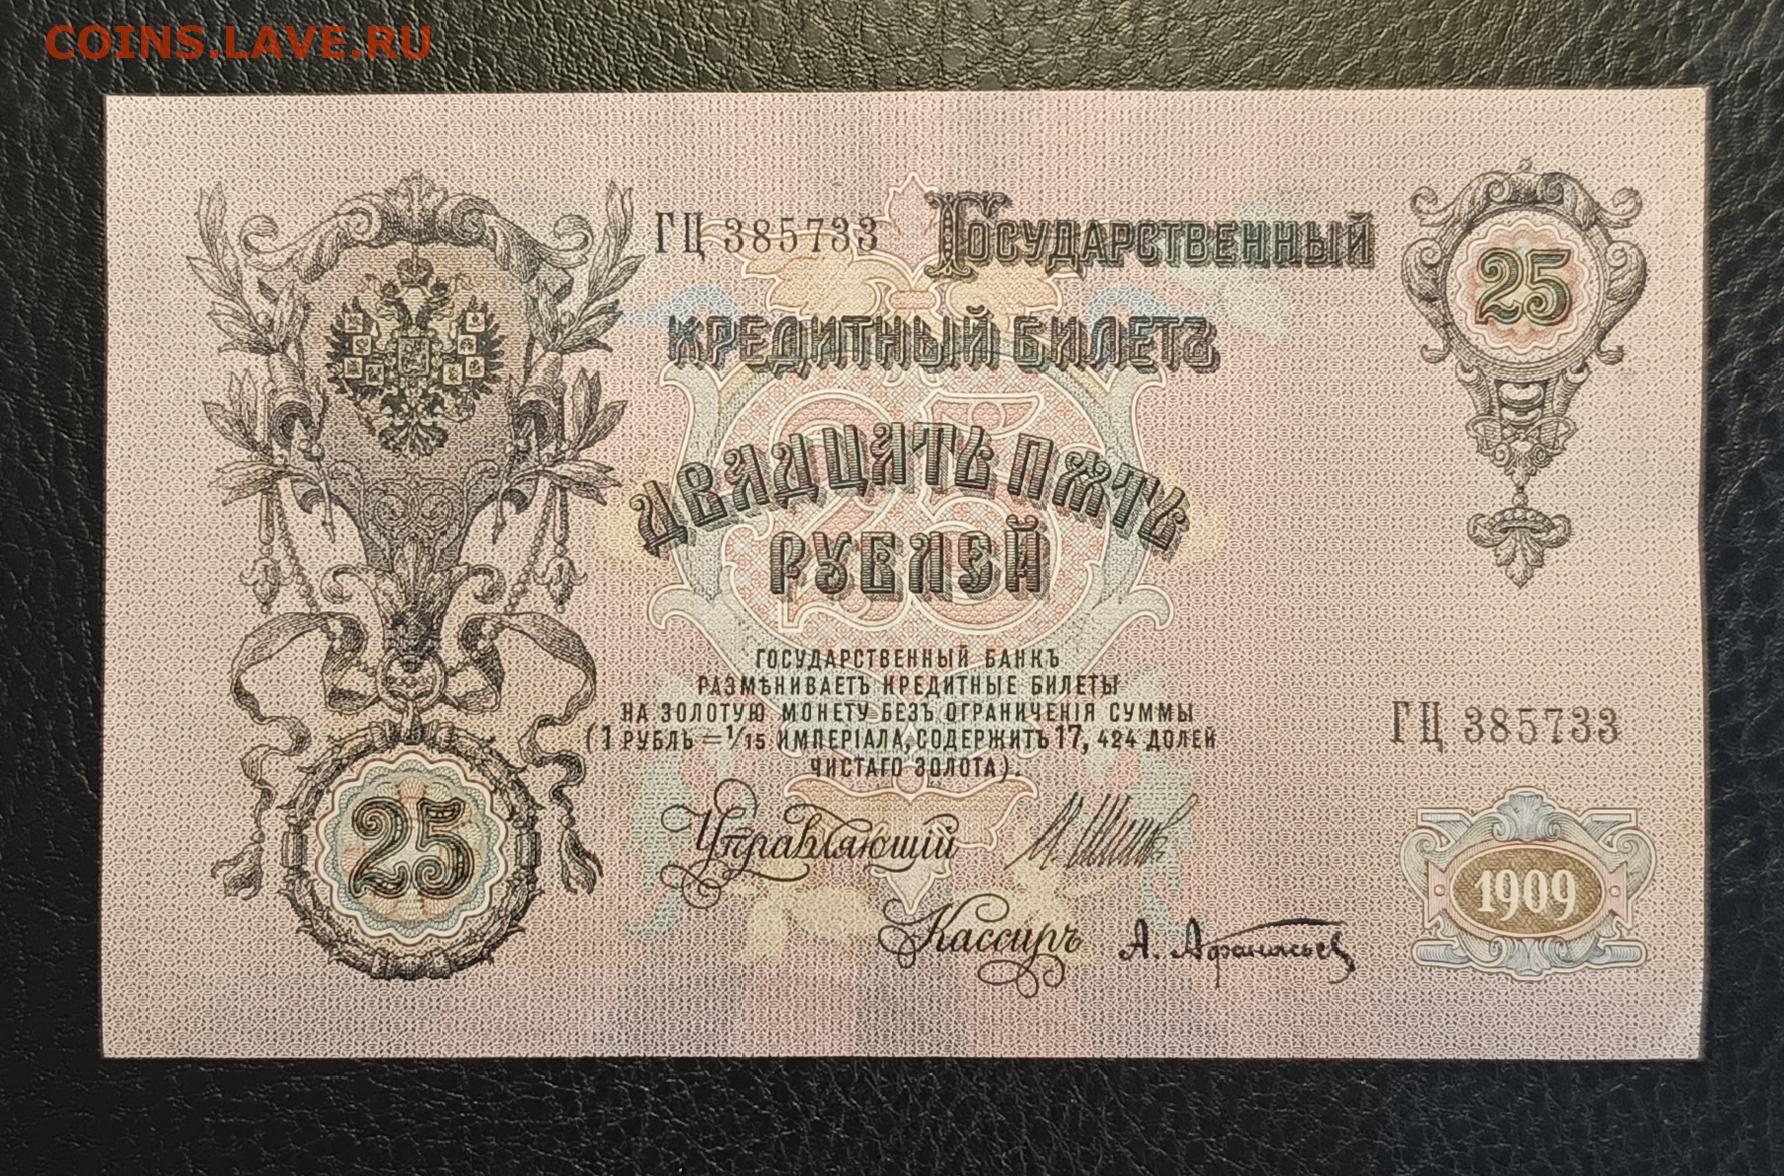 COINS.LAVE.RU
ГЦ 385733
Государственный
25
кредитный билетъ
25
двадцать пять
рублей
государственный банкъ
размѣниваетъ кредитные билеты
на золотую монету безъ ограниченія суммы
(1 рубль = 1/15 имперіала, содержитъ 17, 424 долей
чистаго золота).
ГЦ 385733
25
Управляющій
Кассиръ
А. Афанасьев
1909